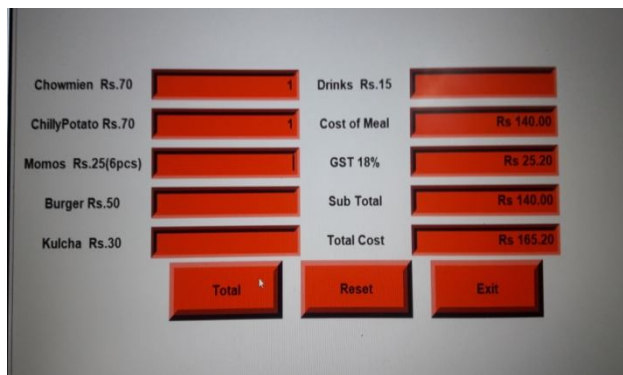 Chowmien Rs.70 1 Drinks Rs.15
ChillyPotato Rs.70 1 Cost of Meal Rs 140.00
Momos Rs.25(6pcs) GST 18% Rs 25.20
Burger Rs.50 Sub Total Rs 140.00
Kulcha Rs.30 Total Cost Rs 165.20
Total Reset Exit